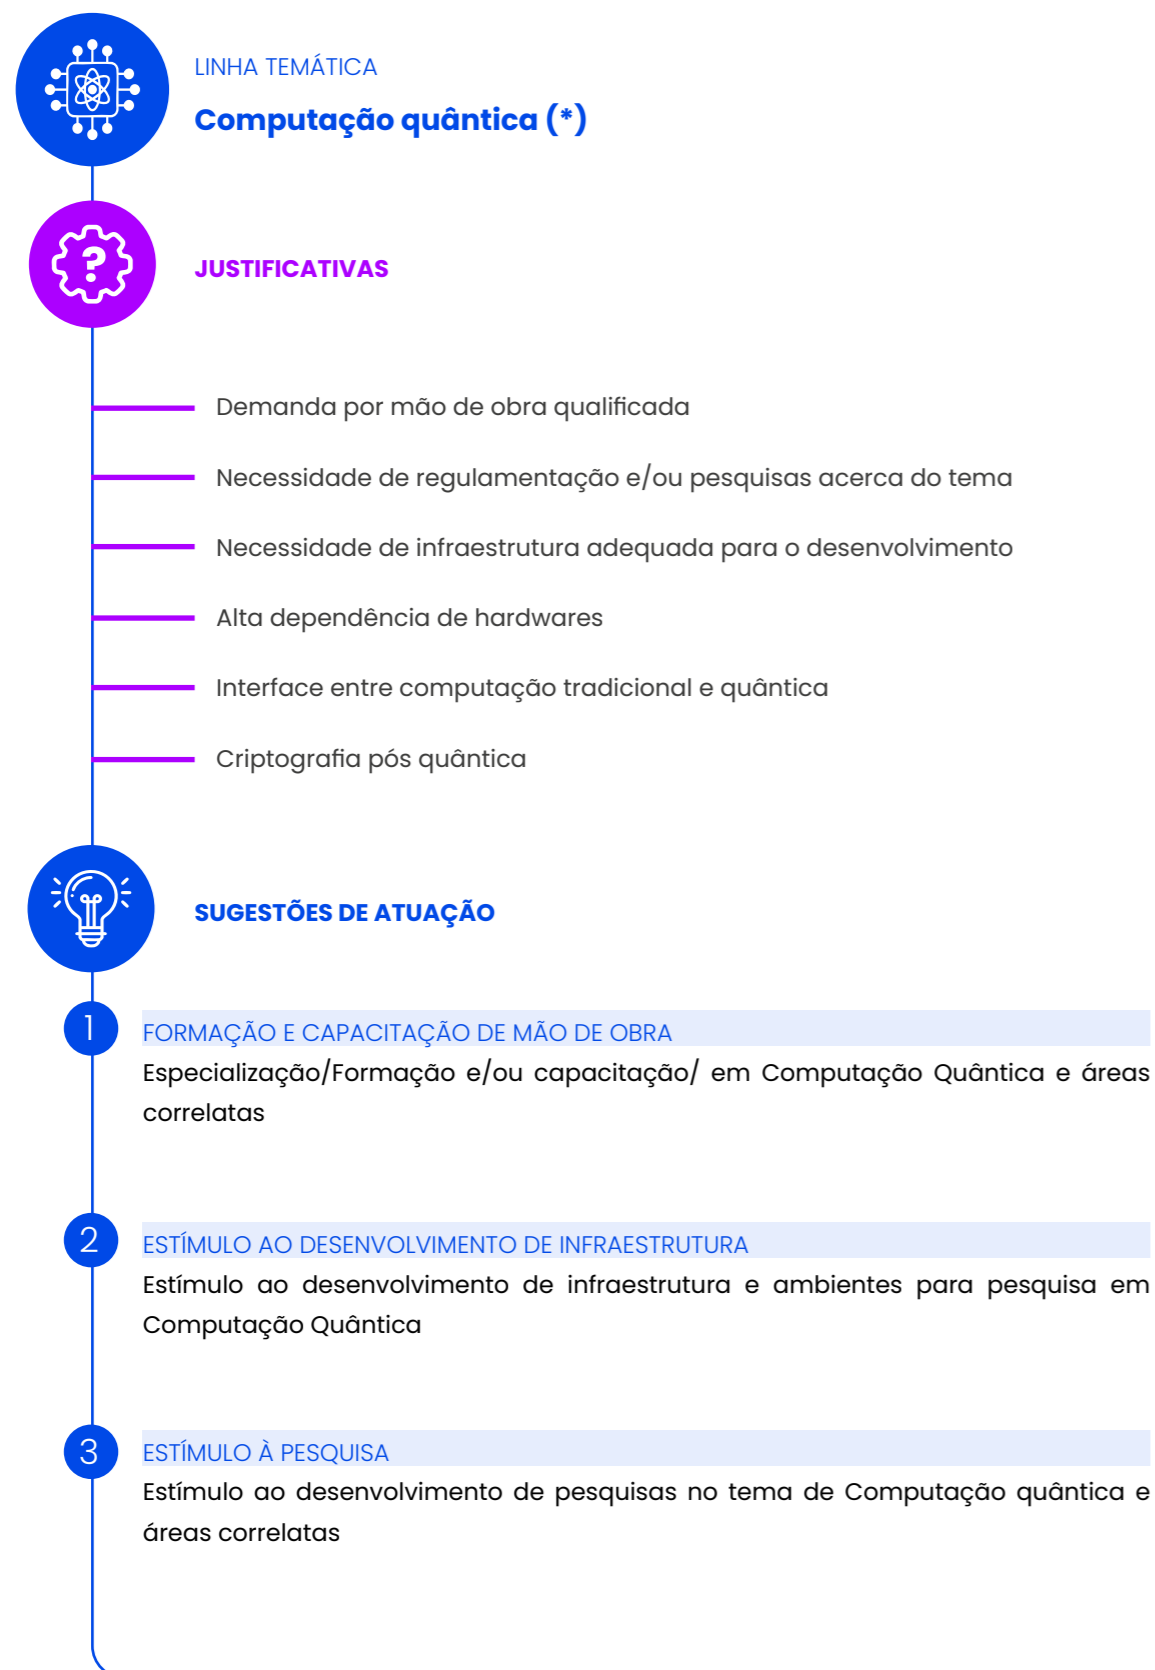 LINHA TEMÁTICA
Computação quântica (*)
?
JUSTIFICATIVAS
Demanda por mão de obra qualificada
Necessidade de regulamentação e/ou pesquisas acerca do tema
Necessidade de infraestrutura adequada para o desenvolvimento
Alta dependência de hardwares
Interface entre computação tradicional e quântica
Criptografia pós quântica
SUGESTÕES DE ATUAÇÃO
1
FORMAÇÃO E CAPACITAÇÃO DE MÃO DE OBRA
Especialização/Formação e/ou capacitação/ em Computação Quântica e áreas
correlatas
2
ESTÍMULO AO DESENVOLVIMENTO DE INFRAESTRUTURA
Estímulo ao desenvolvimento de infraestrutura e ambientes para pesquisa em
Computação Quântica
3
ESTÍMULO À PESQUISA
Estímulo ao desenvolvimento de pesquisas no tema de Computação quântica e
áreas correlatas